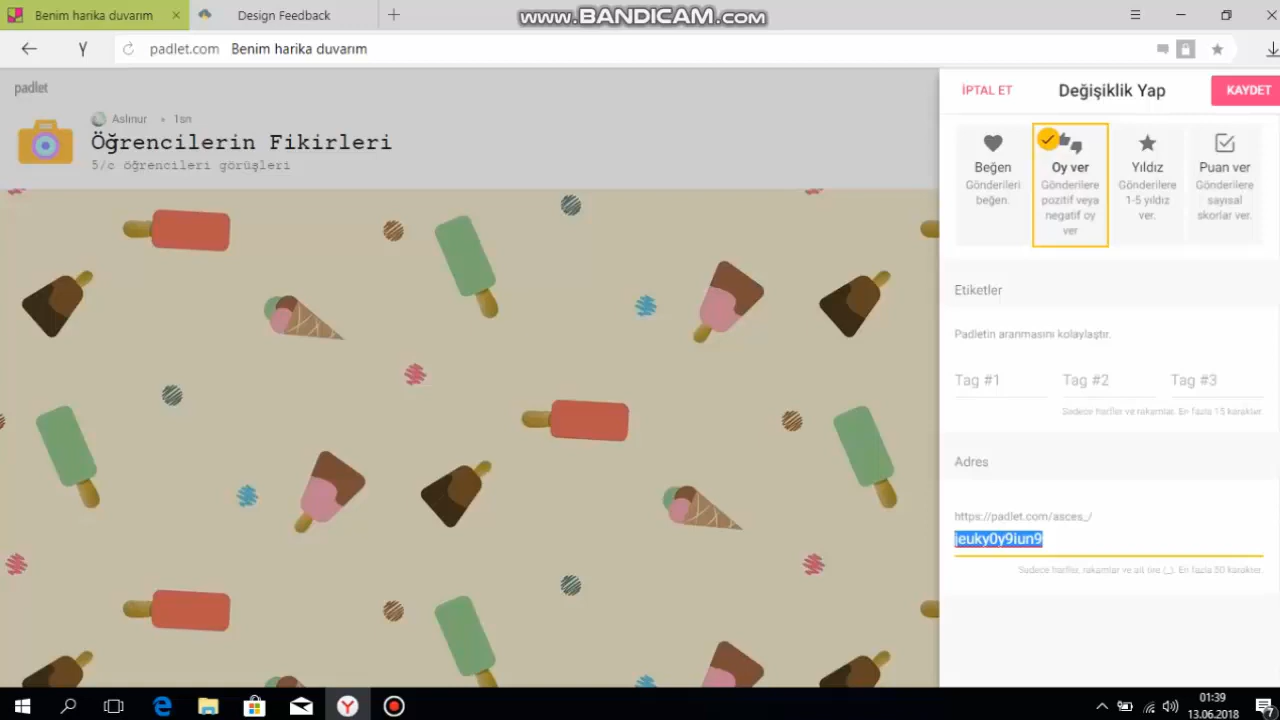 Benim harika duvarım
Design Feedback
www.BANDICAM.com
padlet.com Benim harika duvarım
padlet
Aslınur • 1sn
Öğrencilerin Fikirleri
5/c öğrencileri görüşleri
İPTAL ET
Değişiklik Yap
KAYDET
Beğen
Gönderileri
beğen.
Oy ver
Gönderilere
pozitif veya
negatif oy
ver
Yıldız
Gönderilere
1-5 yıldız
ver.
Puan ver
Gönderilere
sayısal
skorlar ver.
Etiketler
Padletin aranmasını kolaylaştır.
Tag #1
Tag #2
Tag #3
Sadece harfler ve rakamlar. En fazla 15 karakter.
Adres
https://padlet.com/asces_/
jeuky0y9iun9
Sadece harfler, rakamlar ve alt tire (_). En fazla 50 karakter.
01:39
13.06.2018
7